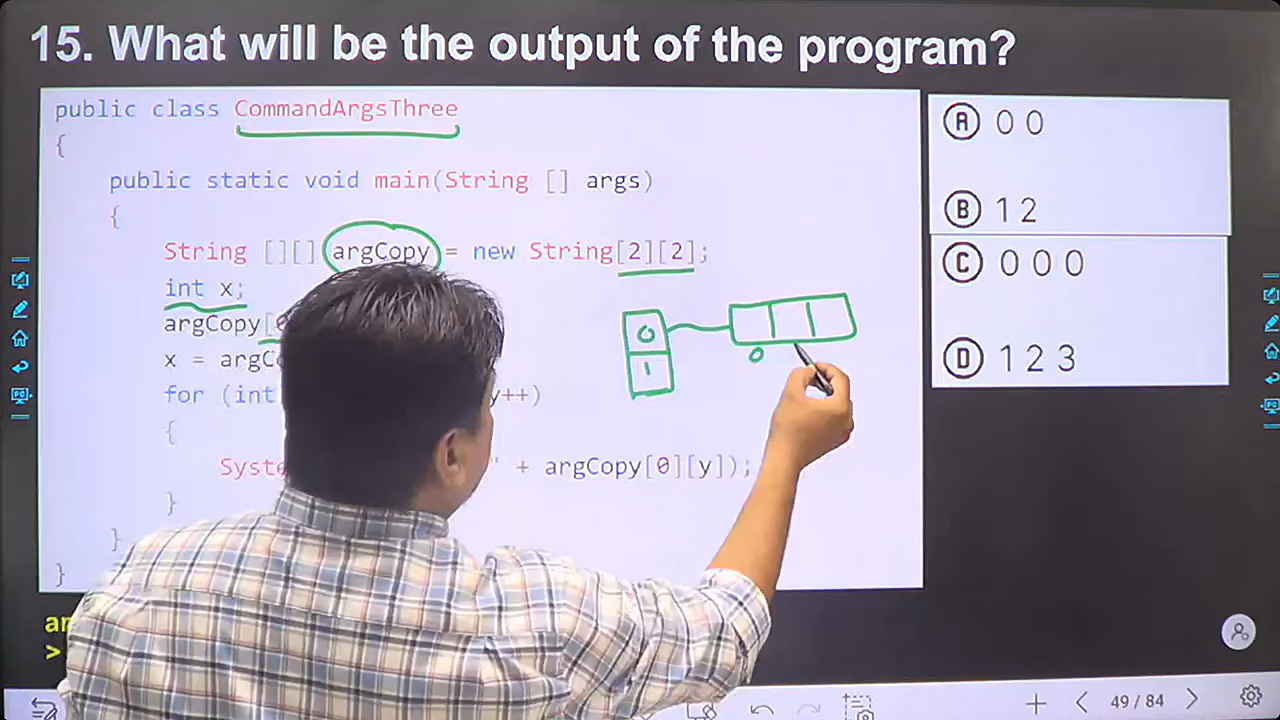 15. What will be the output of the program?
public class CommandArgsThree
{
public static void main(String [] args)
{
String [][] argCopy = new String[2][2];
int x;
argCopy[
x = arg
for (int y++)
{
" + argCopy[0][y]);
}
}
}
A 0 0
B 1 2
C 0 0 0
D 1 2 3
0
1
0
>
49 / 84